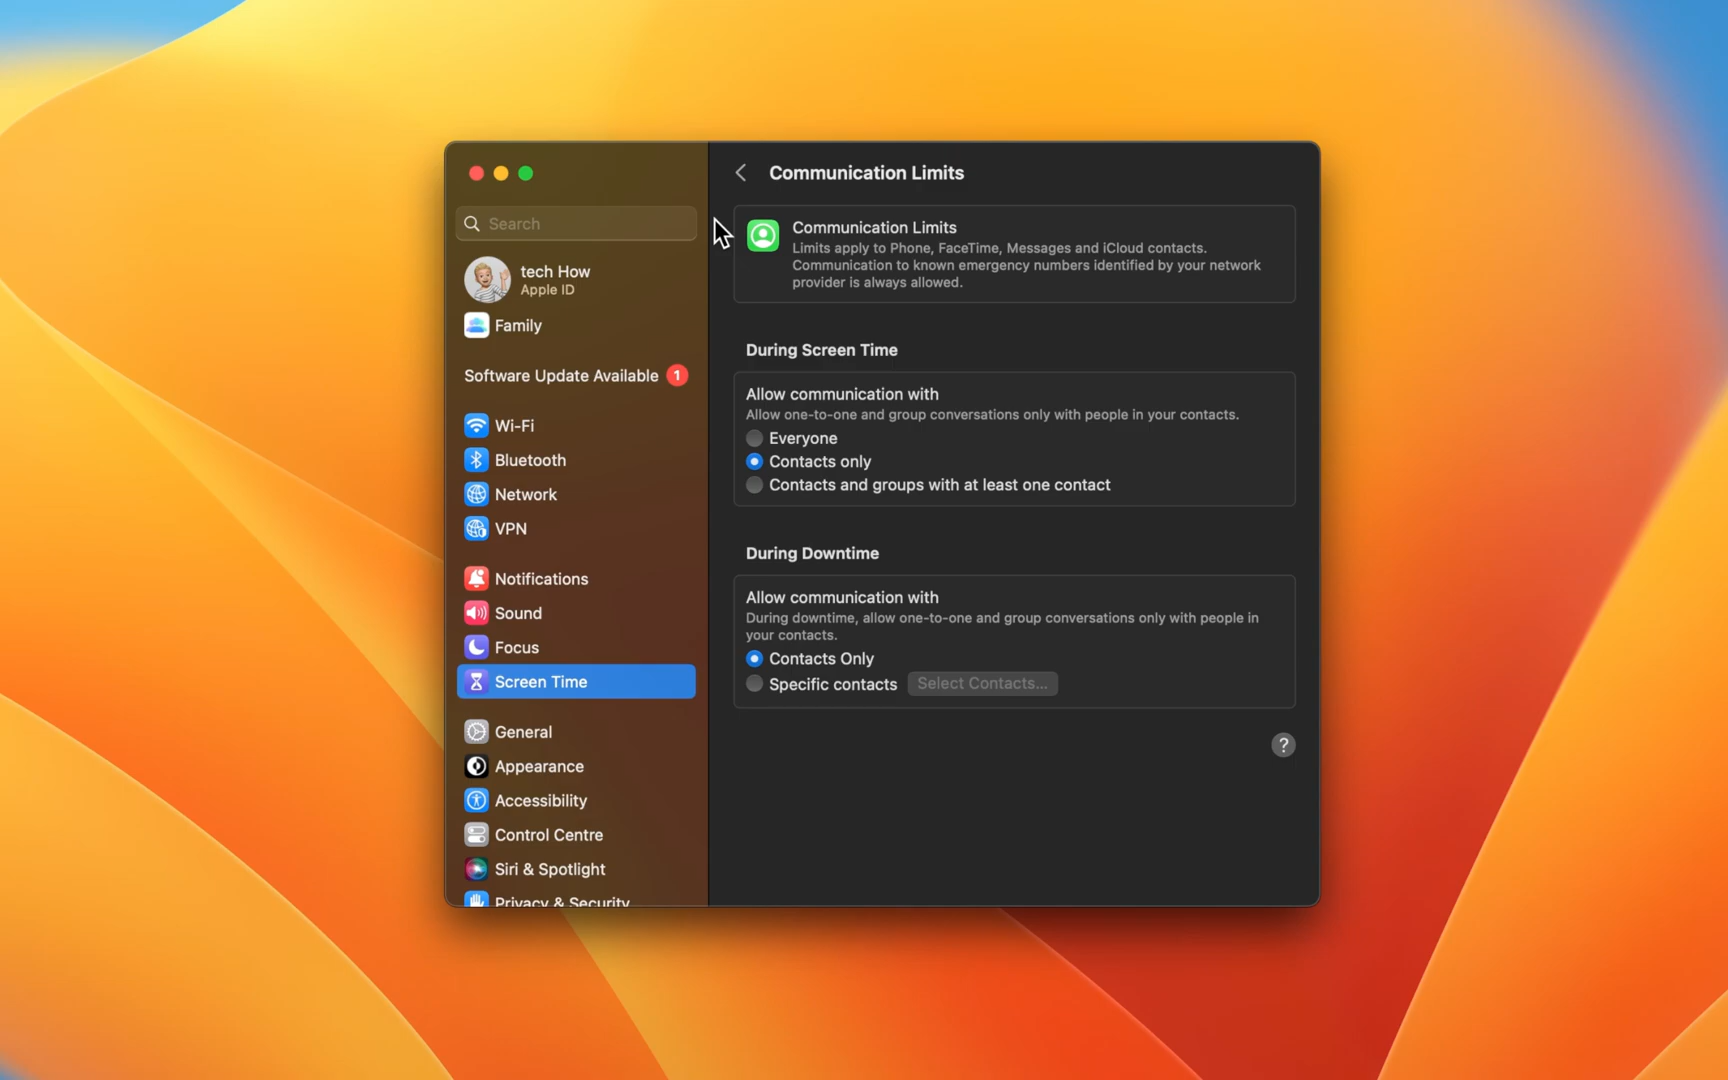 Communication Limits
Search
tech How
Apple ID
Family
Software Update Available 1
Wi-Fi
Bluetooth
Network
VPN
Notifications
Sound
Focus
Screen Time
General
Appearance
Accessibility
Control Centre
Siri & Spotlight
Privacy & Security
Communication Limits
Limits apply to Phone, FaceTime, Messages and iCloud contacts.
Communication to known emergency numbers identified by your network
provider is always allowed.
During Screen Time
Allow communication with
Allow one-to-one and group conversations only with people in your contacts.
Everyone
Contacts only
Contacts and groups with at least one contact
During Downtime
Allow communication with
During downtime, allow one-to-one and group conversations only with people in
your contacts.
Contacts Only
Specific contacts Select Contacts...
?